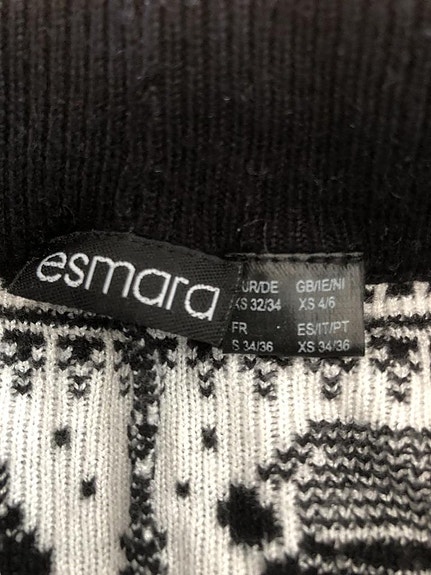 esmara
UR/DE GB/IE/NI
XS 32/34 XS 4/6
FR ES/IT/PT
S 34/36 XS 34/36